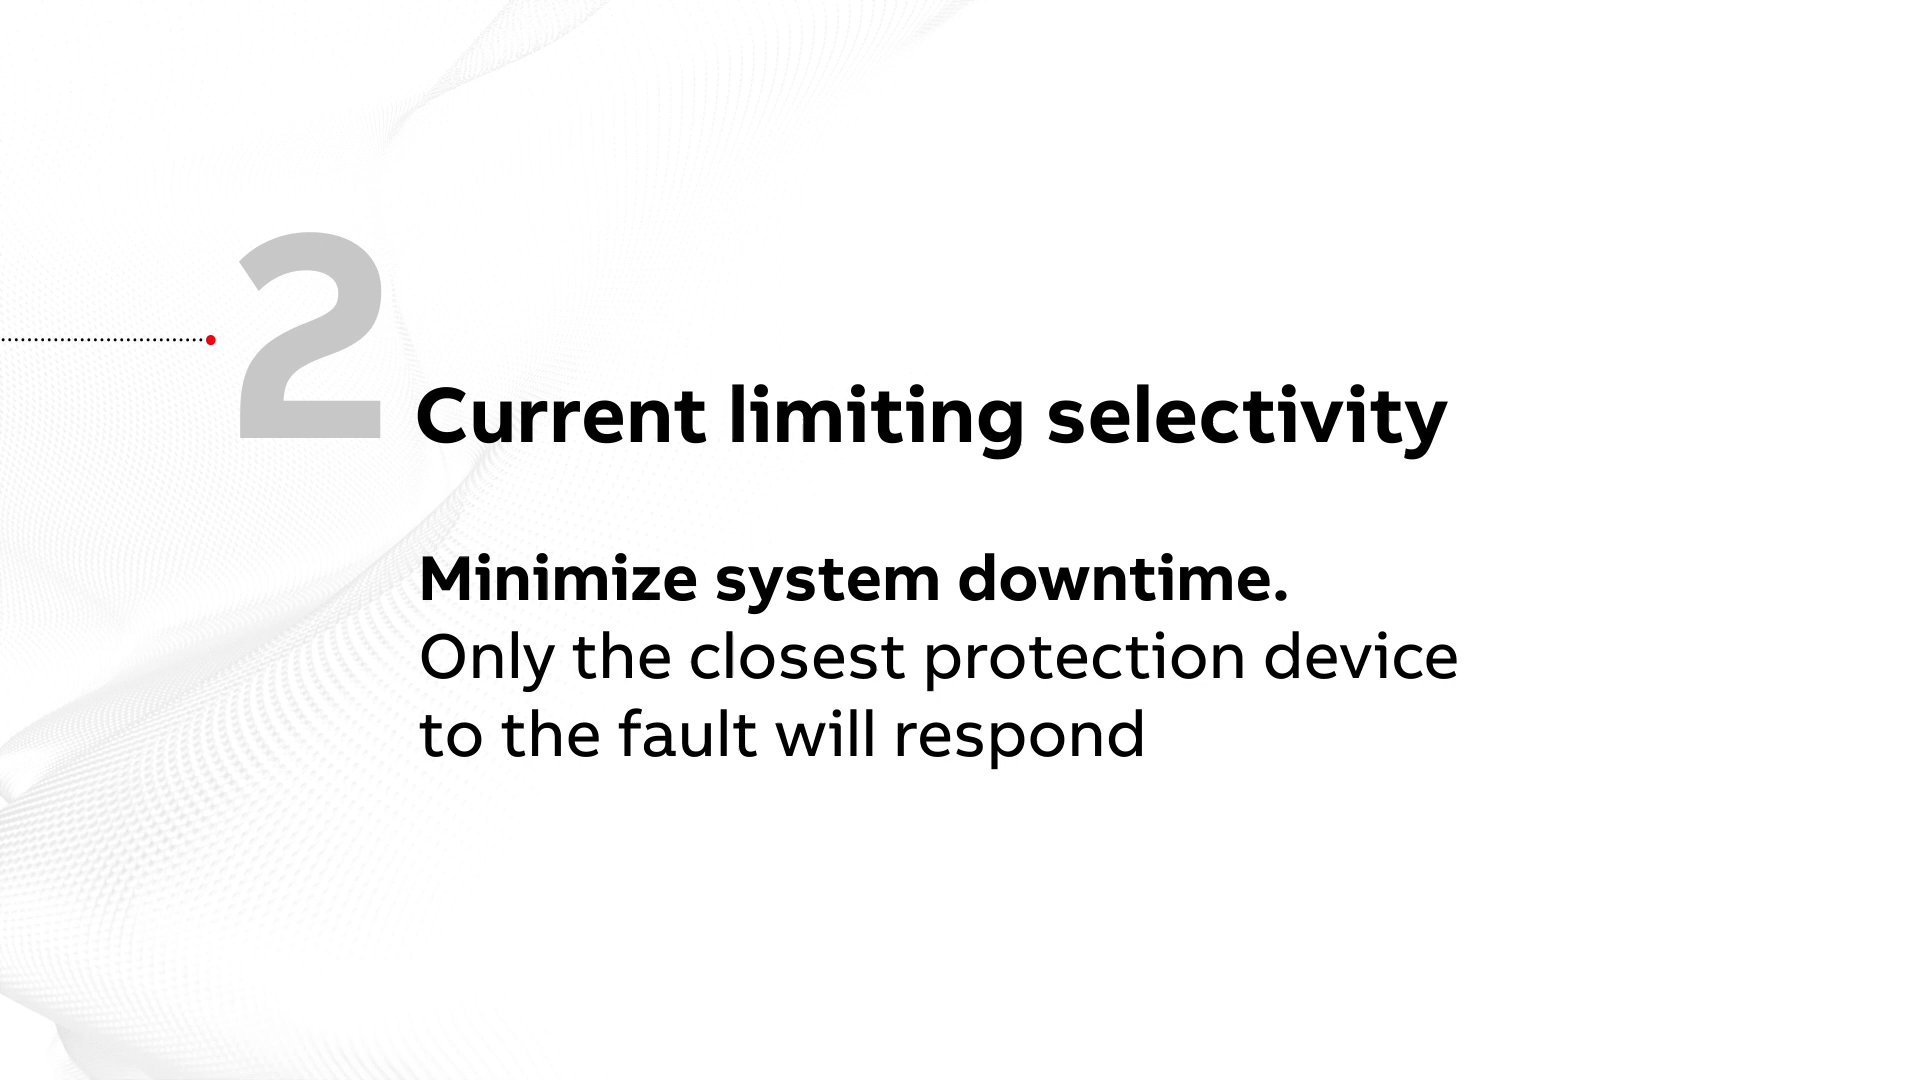 2
Current limiting selectivity
Minimize system downtime.
Only the closest protection device
to the fault will respond